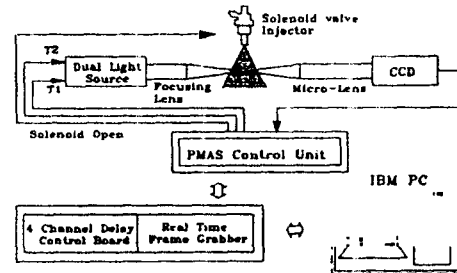 Solenoid valve
Injector
T2
Dual Light
Source
T1
CCD
Focusing
Lens
Micro-Lens
Solenoid Open
PMAS Control Unit
IBM PC
4 Channel Delay
Control Board
Real Time
Frame Grabber